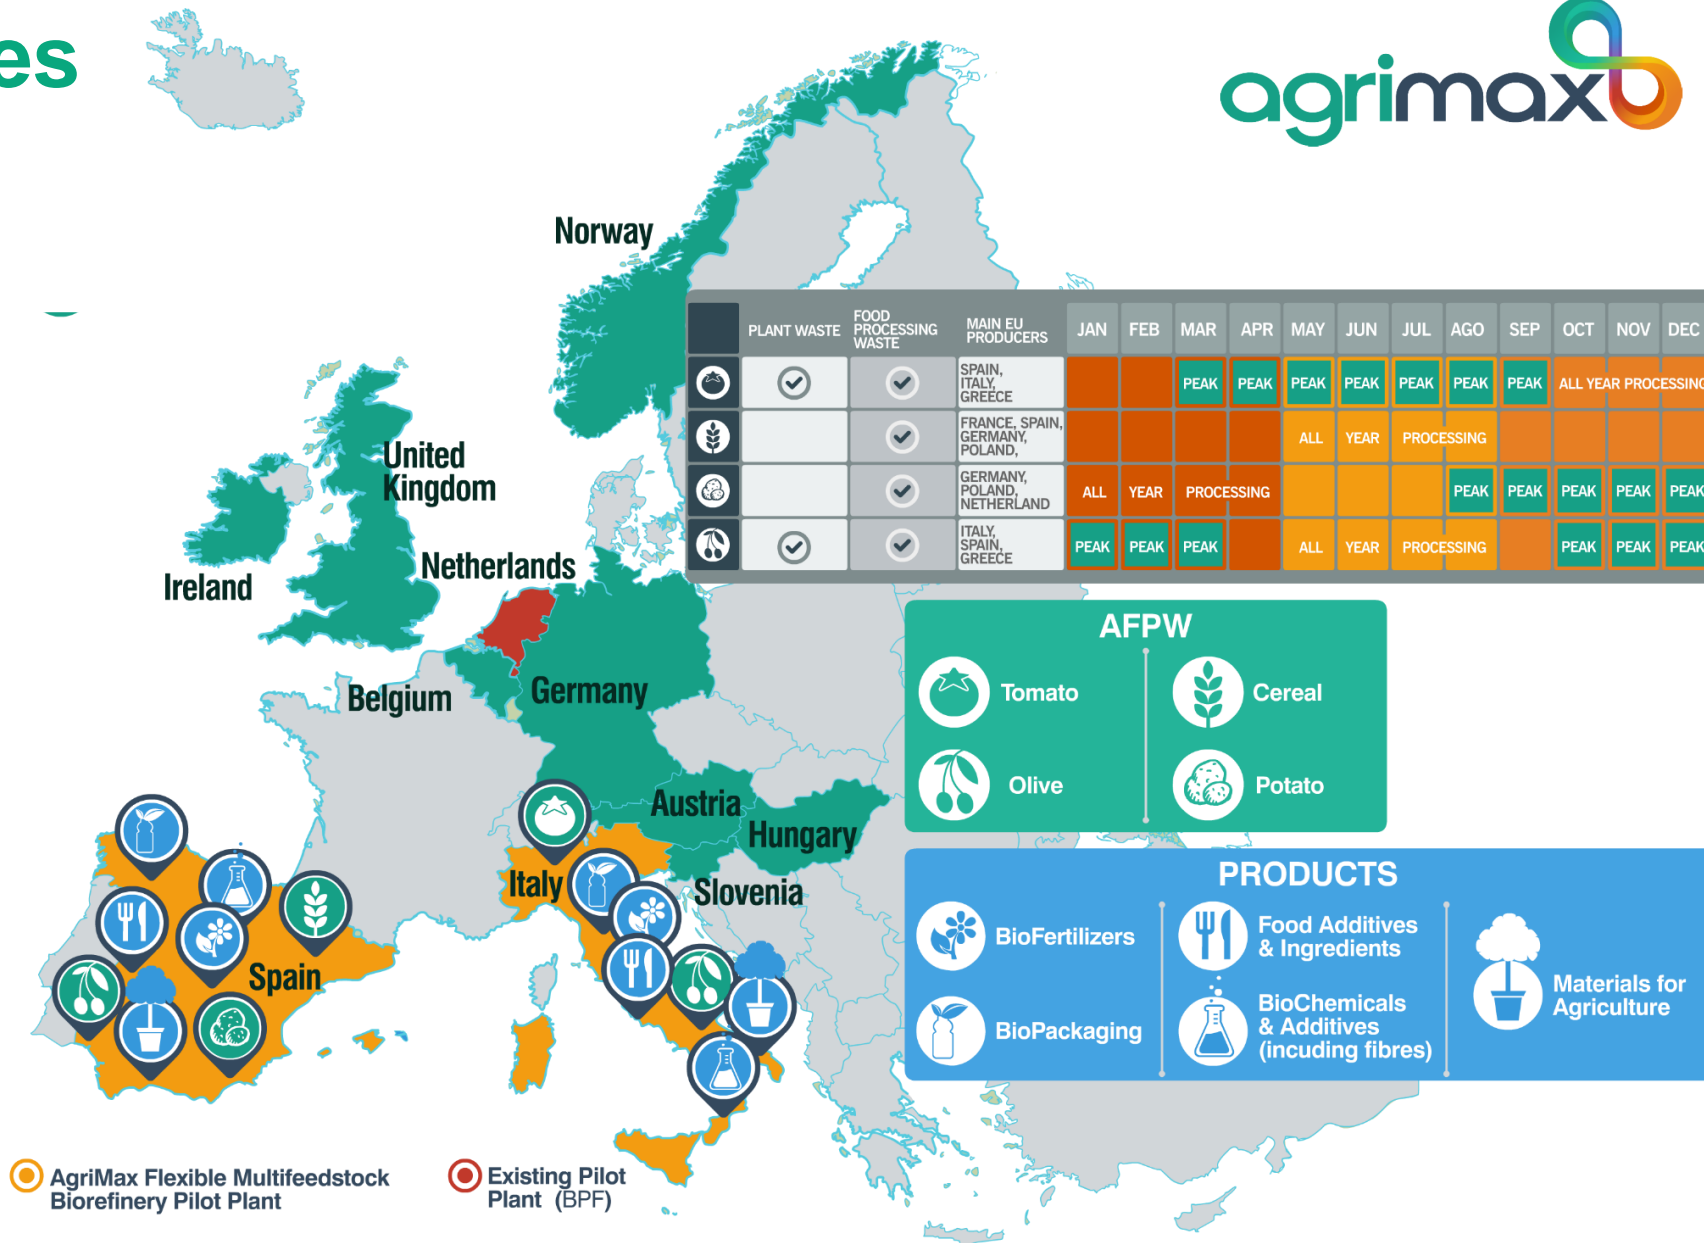 es
agrimax
Norway
United
Kingdom
Ireland
Netherlands
Belgium
Germany
Austria
Hungary
Slovenia
Italy
Spain
PLANT WASTE
FOOD
PROCESSING
WASTE
MAIN EU
PRODUCERS
JAN FEB MAR APR MAY JUN JUL AGO SEP OCT NOV DEC
SPAIN,
ITALY,
GREECE
PEAK PEAK PEAK PEAK PEAK PEAK PEAK ALL YEAR PROCESSING
FRANCE, SPAIN,
GERMANY,
POLAND,
ALL YEAR PROCESSING
GERMANY,
POLAND,
NETHERLAND
ALL YEAR PROCESSING PEAK PEAK PEAK PEAK PEAK
ITALY,
SPAIN,
GREECE
PEAK PEAK PEAK ALL YEAR PROCESSING PEAK PEAK PEAK
AFPW
Tomato
Cereal
Olive
Potato
PRODUCTS
BioFertilizers
Food Additives
& Ingredients
BioPackaging
BioChemicals
& Additives
(incuding fibres)
Materials for
Agriculture
AgriMax Flexible Multifeedstock
Biorefinery Pilot Plant
Existing Pilot
Plant (BPF)